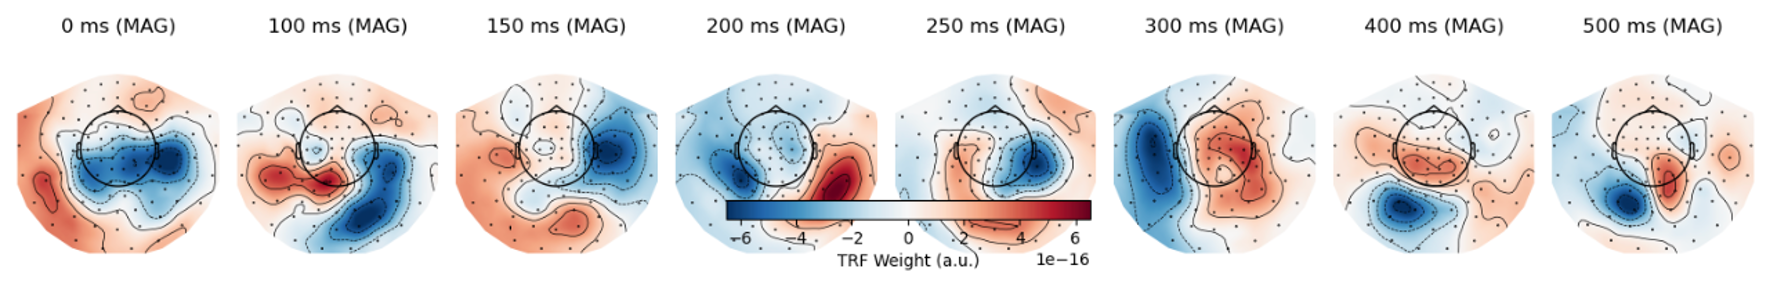 0 ms (MAG) 100 ms (MAG) 150 ms (MAG) 200 ms (MAG) 250 ms (MAG) 300 ms (MAG) 400 ms (MAG) 500 ms (MAG)
−6 −4 −2 0 2 4 6
TRF Weight (a.u.) 1e−16